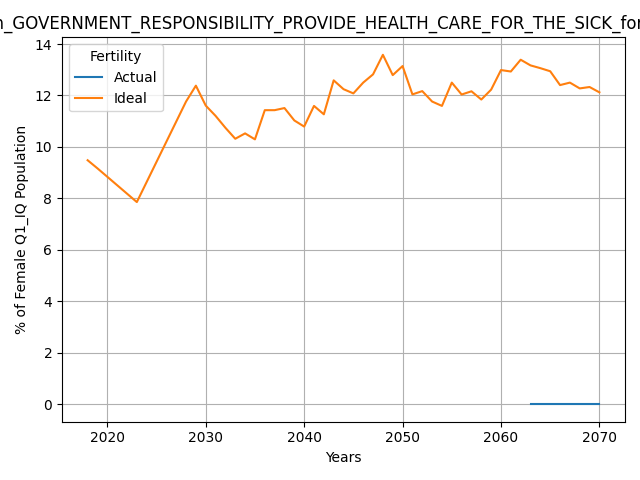 GOVERNMENT_RESPONSIBILITY_PROVIDE_HEALTH_CARE_FOR_THE_SICK_for
Fertility
Actual
Ideal
% of Female Q1_IQ Population
14
12
10
8
6
4
2
0
2020 2030 2040 2050 2060 2070
Years